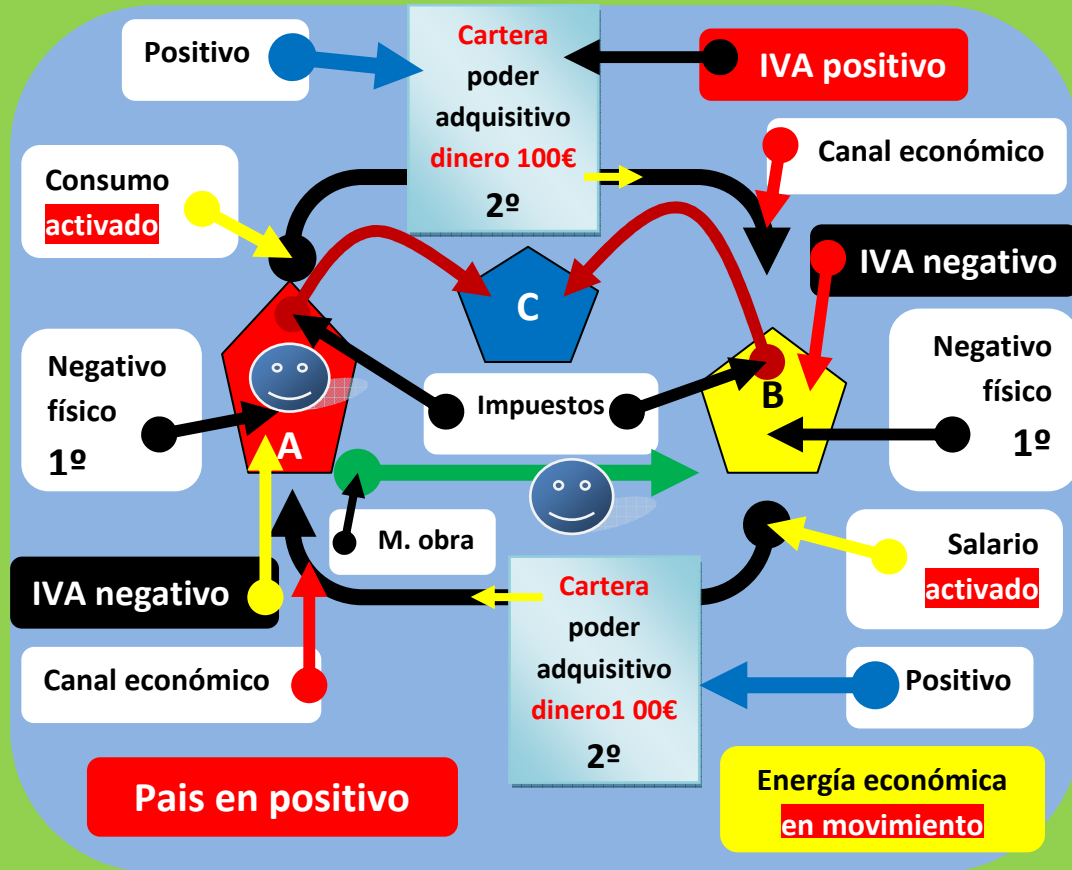 Positivo
Cartera
poder
adquisitivo
dinero 100€
2º
IVA positivo
Canal económico
Consumo
activado
IVA negativo
C
Negativo
físico
1º
A
Impuestos
B
Negativo
físico
1º
M. obra
IVA negativo
Canal económico
Cartera
poder
adquisitivo
dinero1 00€
2º
Salario
activado
Positivo
Pais en positivo
Energía económica
en movimiento